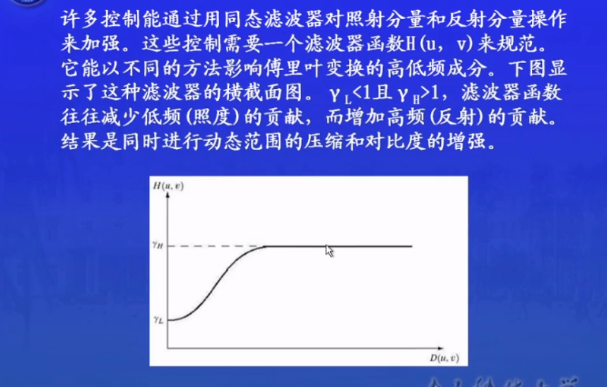 许多控制能通过用同态滤波器对照射分量和反射分量操作
来加强。这些控制需要一个滤波器函数H(u, v)来规范。
它能以不同的方法影响傅里叶变换的高低频成分。下图显
示了这种滤波器的横截面图。γL<1且γH>1，滤波器函数
往往减少低频(照度)的贡献，而增加高频(反射)的贡献。
结果是同时进行动态范围的压缩和对比度的增强。
H(u, v)
γH
γL
D(u, v)